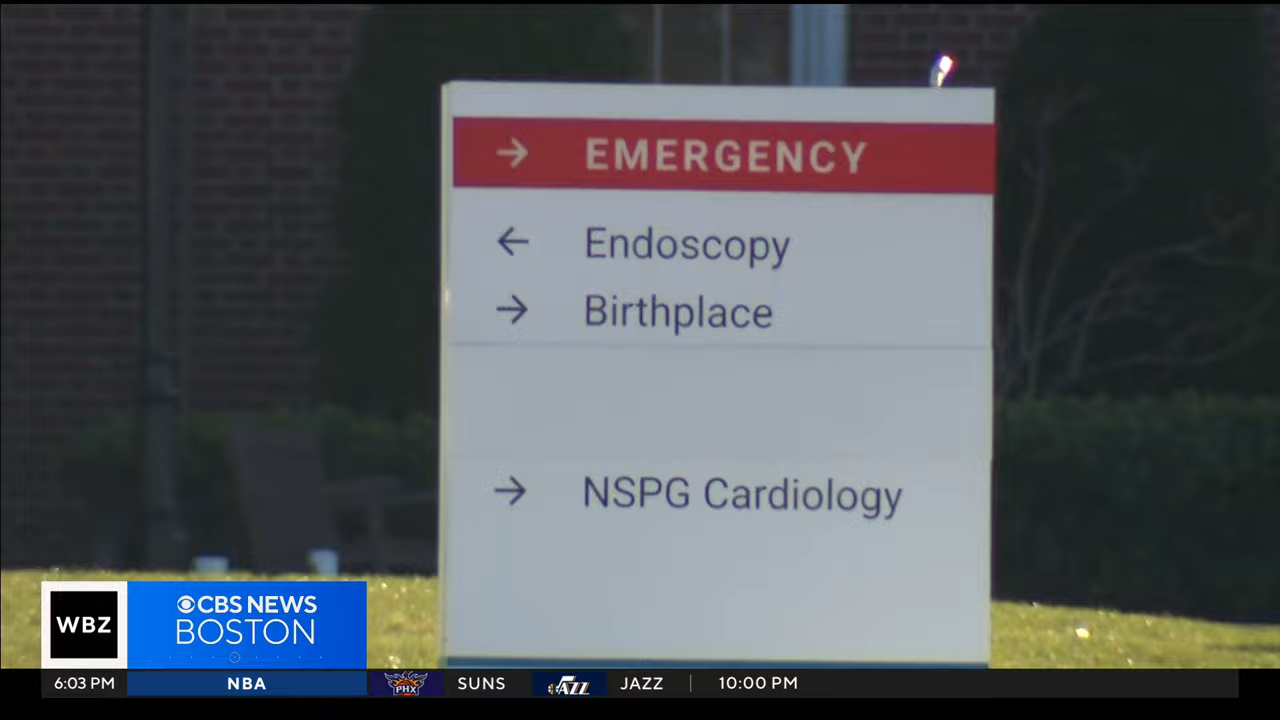 → EMERGENCY
← Endoscopy
→ Birthplace
→ NSPG Cardiology
WBZ
CBS NEWS
BOSTON
6:03 PM NBA PHX SUNS JAZZ JAZZ | 10:00 PM